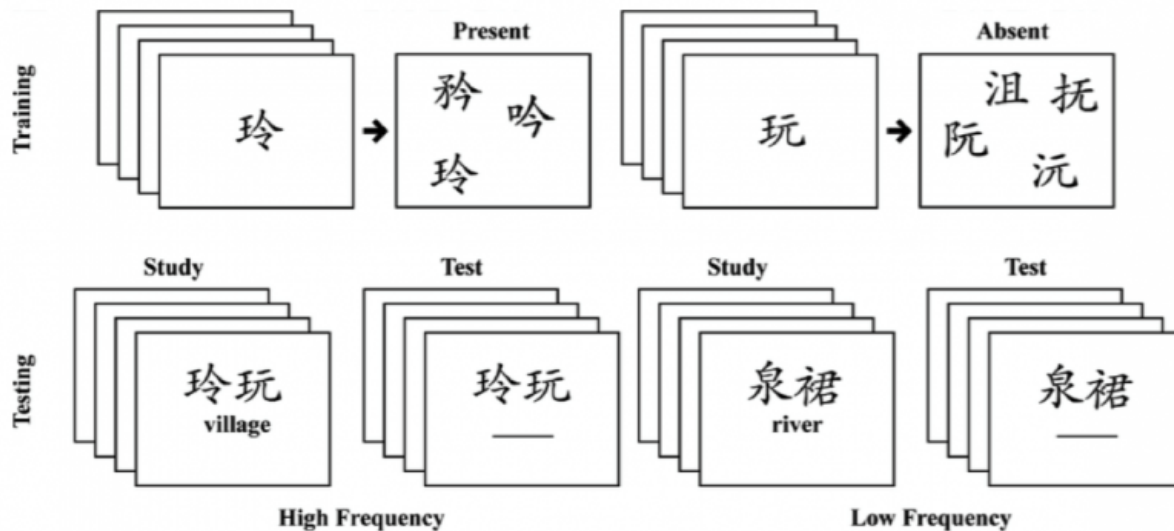 Training
Present
Absent
玲
矜 吟
玲
玩
沮 抚
阮
沅
Testing
Study
Test
Study
Test
玲玩
village
玲玩
泉裙
river
泉裙
High Frequency
Low Frequency